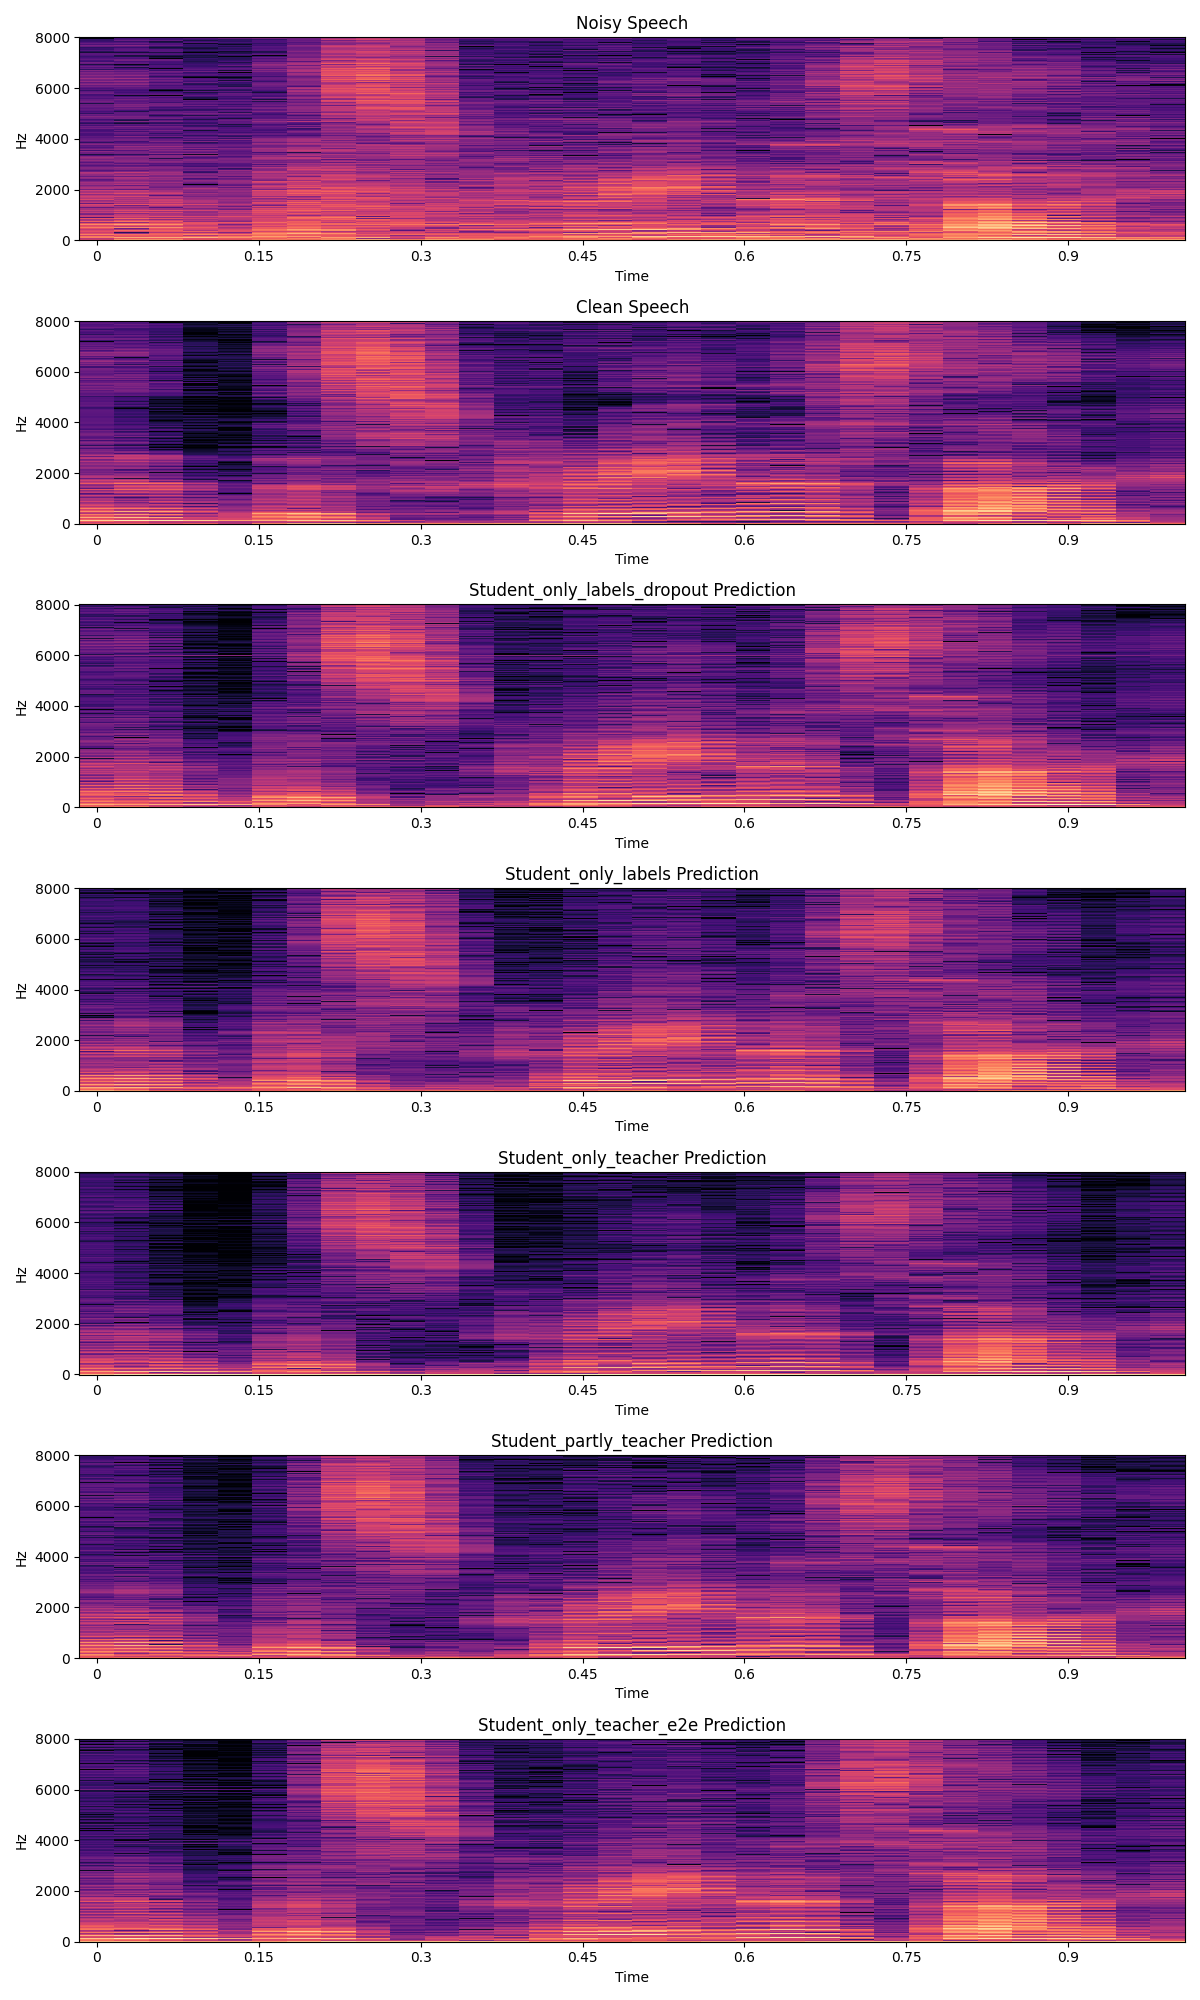 Noisy Speech
8000
6000
4000
2000
0
Hz
0 0.15 0.3 0.45 0.6 0.75 0.9
Time
Clean Speech
8000
6000
4000
2000
0
Hz
0 0.15 0.3 0.45 0.6 0.75 0.9
Time
Student_only_labels_dropout Prediction
8000
6000
4000
2000
0
Hz
0 0.15 0.3 0.45 0.6 0.75 0.9
Time
Student_only_labels Prediction
8000
6000
4000
2000
0
Hz
0 0.15 0.3 0.45 0.6 0.75 0.9
Time
Student_only_teacher Prediction
8000
6000
4000
2000
0
Hz
0 0.15 0.3 0.45 0.6 0.75 0.9
Time
Student_partly_teacher Prediction
8000
6000
4000
2000
0
Hz
0 0.15 0.3 0.45 0.6 0.75 0.9
Time
Student_only_teacher_e2e Prediction
8000
6000
4000
2000
0
Hz
0 0.15 0.3 0.45 0.6 0.75 0.9
Time